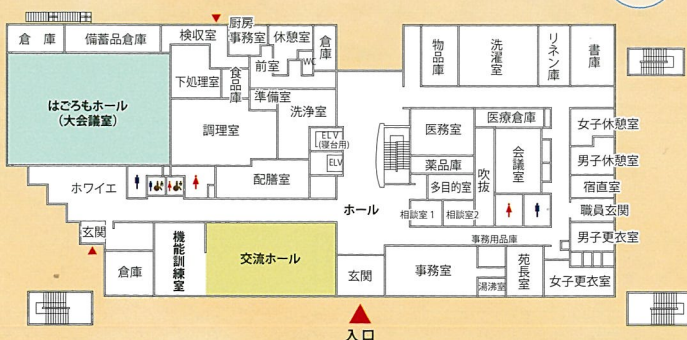 倉庫
備蓄品倉庫
検収室
厨房
事務室
休憩室
倉庫
物品庫
洗濯室
リネン庫
書庫
はごろもホール
（大会議室）
下処理室
食品庫
前室
WC
準備室
洗浄室
調理室
ELV
（寝台用）
ELV
配膳室
医務室
医療倉庫
薬品庫
多目的室
吹抜
会議室
相談室1
相談室2
女子休憩室
男子休憩室
宿直室
職員玄関
男子更衣室
女子更衣室
ホワイエ
ホール
玄関
倉庫
機能訓練室
交流ホール
玄関
事務室
事務用品庫
湯沸室
苑長室
入口